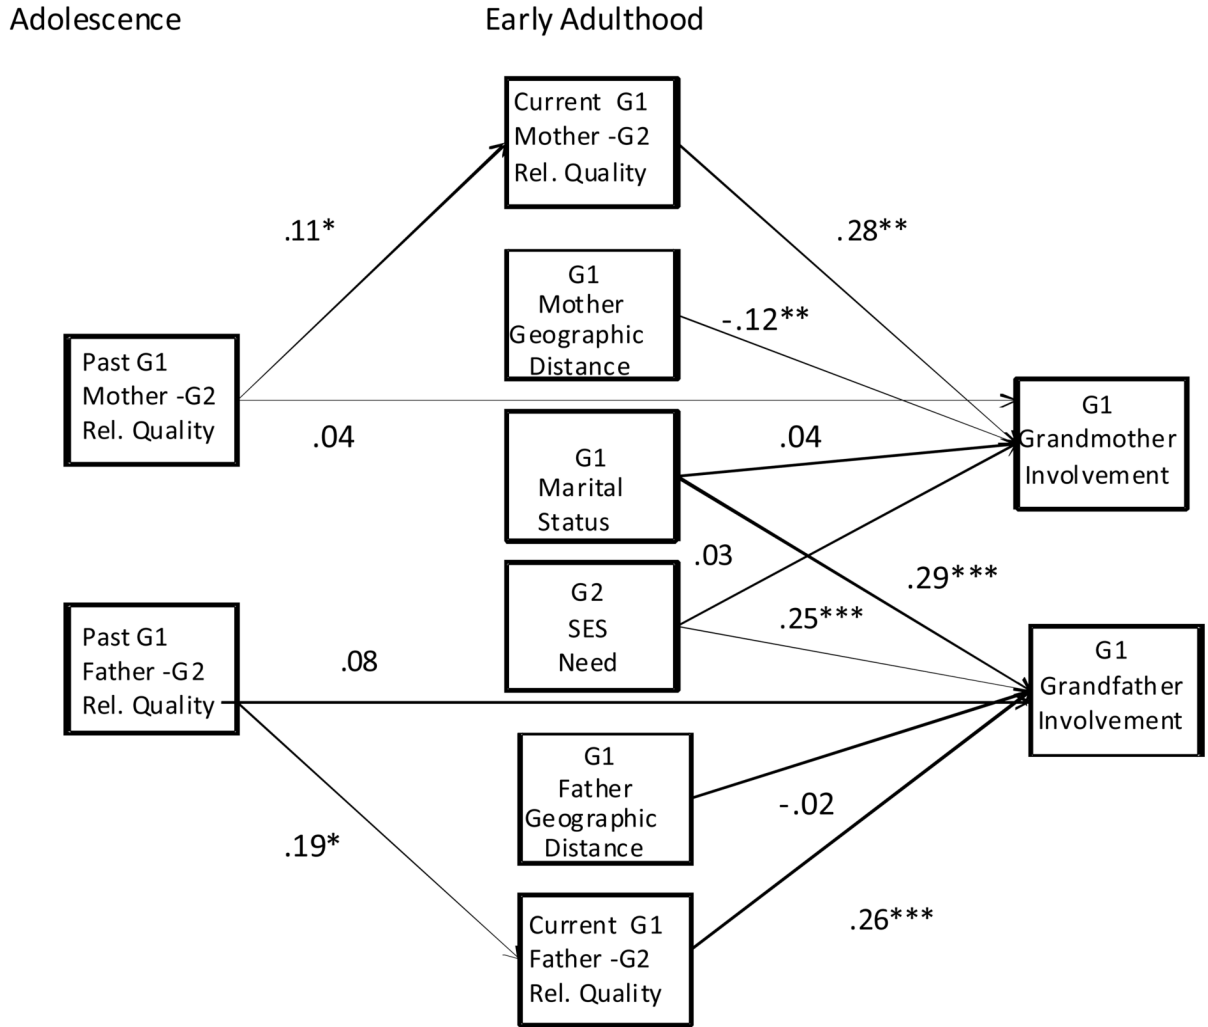 Adolescence
Early Adulthood
Current G1
Mother -G2
Rel. Quality
.11*
.28**
G1
Mother
Geographic
Distance
-.12**
Past G1
Mother -G2
Rel. Quality
.04
G1
Marital
Status
.04
G1
Grandmother
Involvement
.03
.29***
G2
SES
Need
.25***
Past G1
Father -G2
Rel. Quality
.08
G1
Grandfather
Involvement
G1
Father
Geographic
Distance
-.02
.19*
Current G1
Father -G2
Rel. Quality
.26***